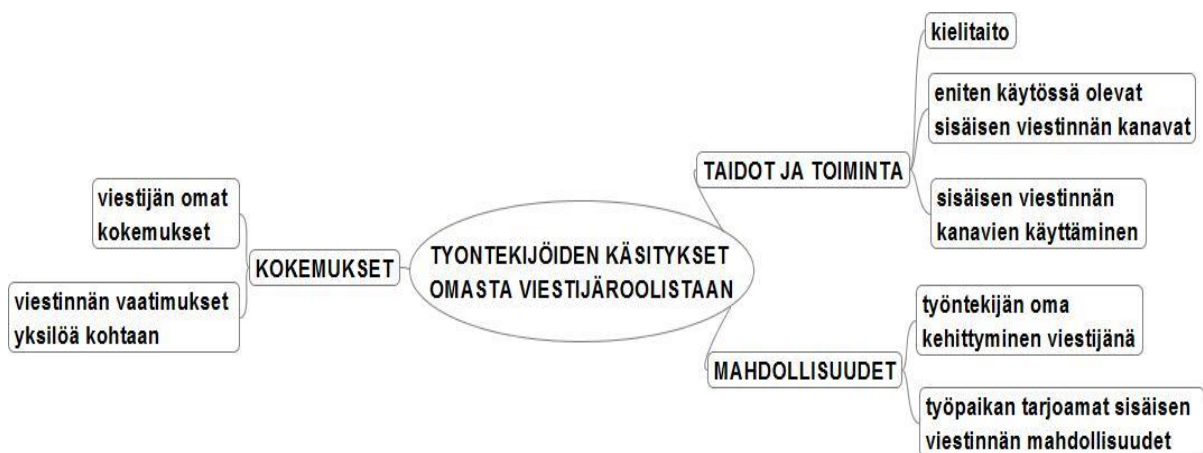 TYONTEKIJÖIDEN KÄSITYKSET
OMASTA VIESTIJÄROOLISTAAN
KOKEMUKSET
viestijän omat
kokemukset
viestinnän vaatimukset
yksilöä kohtaan
TAIDOT JA TOIMINTA
kielitaito
eniten käytössä olevat
sisäisen viestinnän kanavat
sisäisen viestinnän
kanavien käyttäminen
MAHDOLLISUUDET
työntekijän oma
kehittyminen viestijänä
työpaikan tarjoamat sisäisen
viestinnän mahdollisuudet